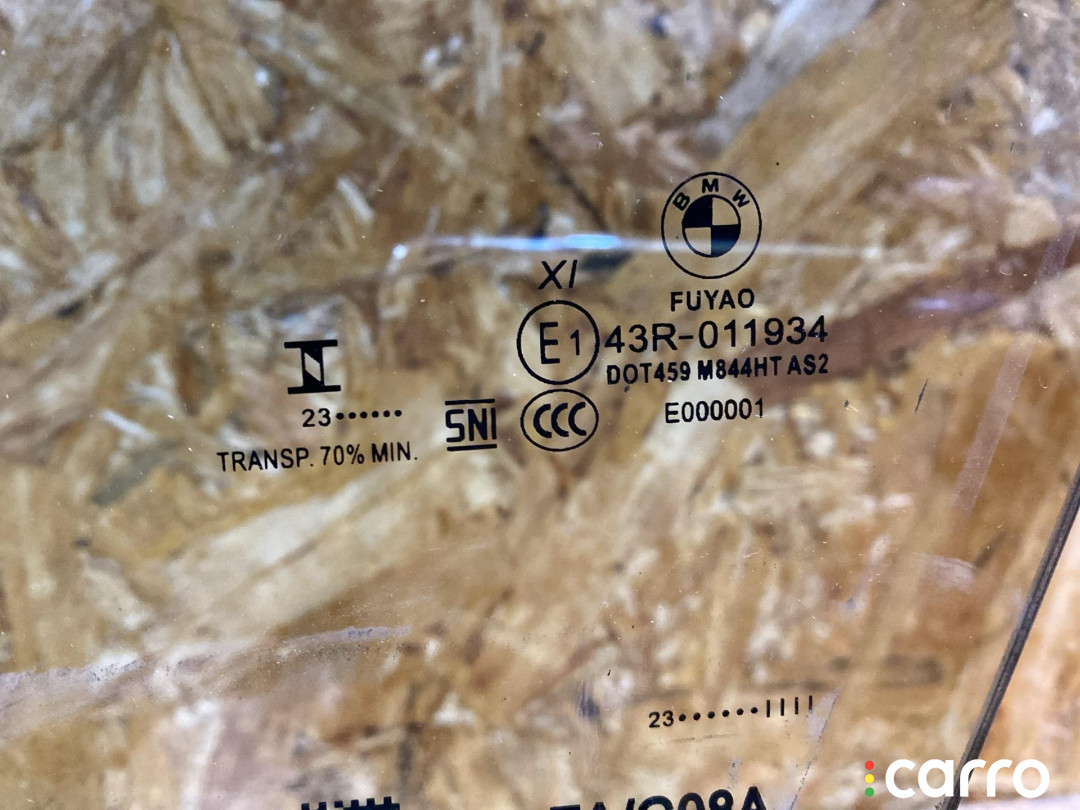 BMW
XI
FUYAO
E1 43R-011934
DOT459 M844HT AS2
23••••••
SNI CCC E000001
TRANSP. 70% MIN.
23••••••||||
carro